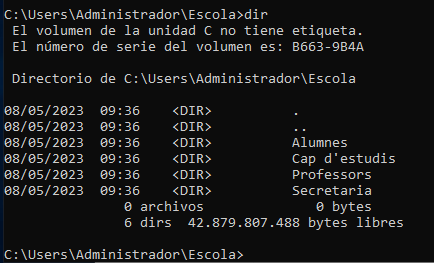 C:\Users\Administrador\Escola>dir
 El volumen de la unidad C no tiene etiqueta.
 El número de serie del volumen es: B663-9B4A

 Directorio de C:\Users\Administrador\Escola

08/05/2023  09:36    <DIR>          .
08/05/2023  09:36    <DIR>          ..
08/05/2023  09:36    <DIR>          Alumnes
08/05/2023  09:36    <DIR>          Cap d'estudis
08/05/2023  09:36    <DIR>          Professors
08/05/2023  09:36    <DIR>          Secretaria
               0 archivos              0 bytes
               6 dirs  42.879.807.488 bytes libres

C:\Users\Administrador\Escola>